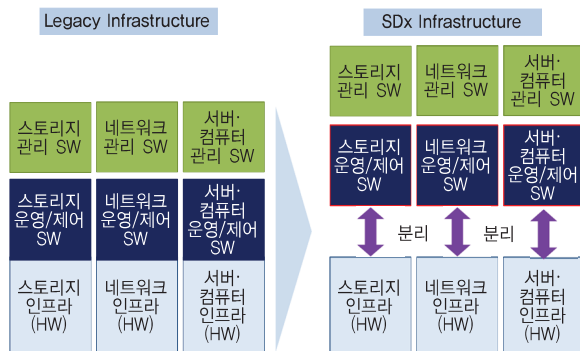 Legacy Infrastructure
스토리지
관리 SW
네트워크
관리 SW
서버·
컴퓨터
관리 SW
스토리지
운영/제어
SW
네트워크
운영/제어
SW
서버·
컴퓨터
운영/제어
SW
스토리지
인프라
(HW)
네트워크
인프라
(HW)
서버·
컴퓨터
인프라
(HW)
SDx Infrastructure
스토리지
관리 SW
네트워크
관리 SW
서버·
컴퓨터
관리 SW
스토리지
운영/제어
SW
네트워크
운영/제어
SW
서버·
컴퓨터
운영/제어
SW
분리
분리
스토리지
인프라
(HW)
네트워크
인프라
(HW)
서버·
컴퓨터
인프라
(HW)